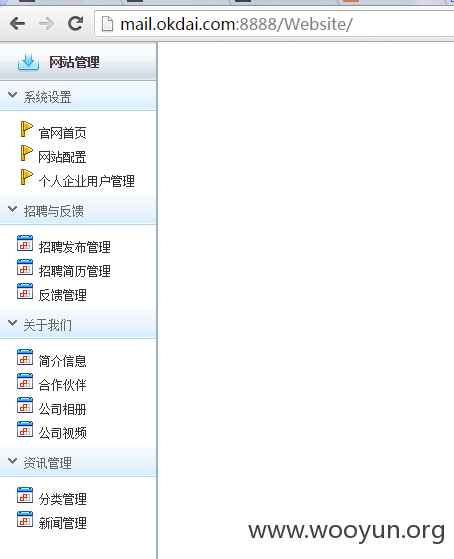 mail.okdai.com:8888/Website/
网站管理
系统设置
官网首页
网站配置
个人企业用户管理
招聘与反馈
招聘发布管理
招聘简历管理
反馈管理
关于我们
简介信息
合作伙伴
公司相册
公司视频
资讯管理
分类管理
新闻管理
www.wooyun.org